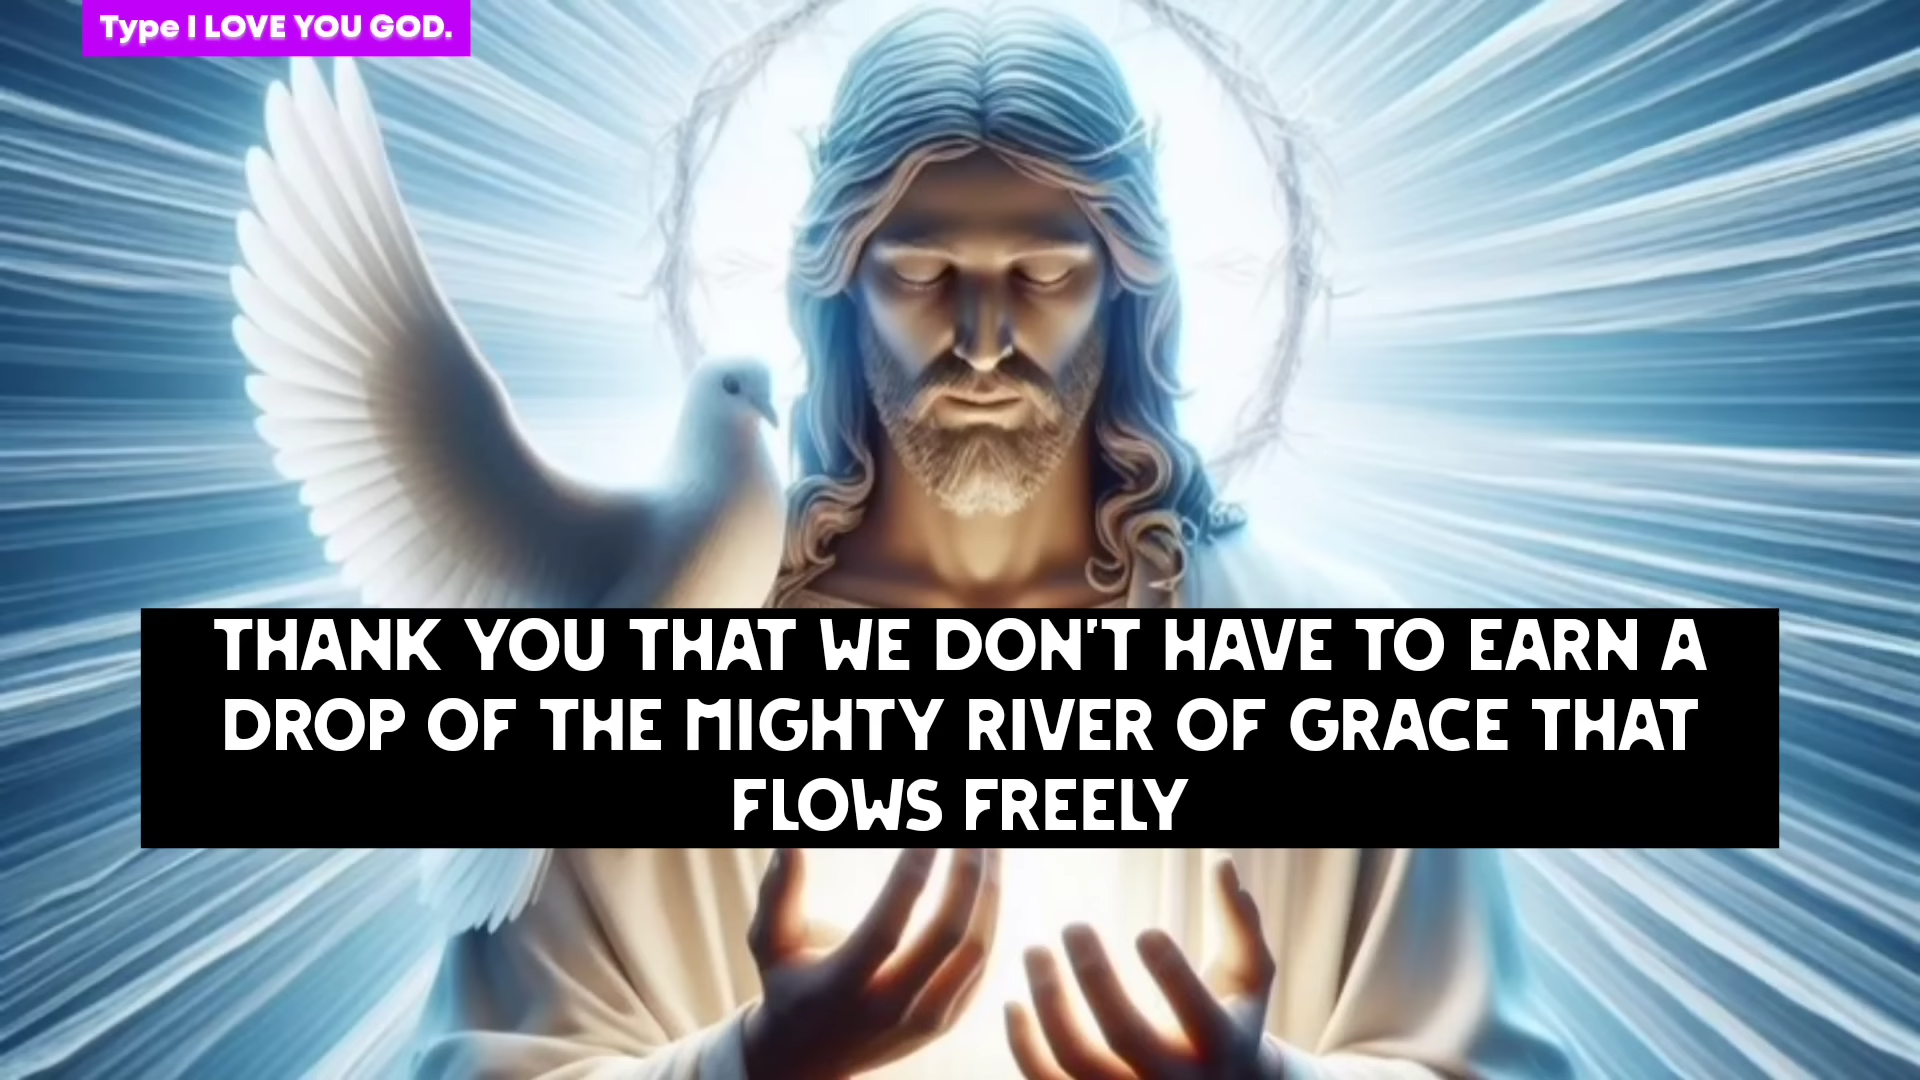 Type I LOVE YOU GOD.
THANK YOU THAT WE DON'T HAVE TO EARN A
DROP OF THE MIGHTY RIVER OF GRACE THAT
FLOWS FREELY